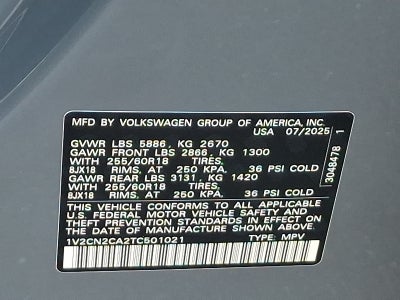 MFD BY VOLKSWAGEN GROUP OF AMERICA, INC.
USA 07/2025
GVWR LBS 5886, KG 2670
GAWR FRONT LBS 2866, KG 1300
WITH 255/60R18 TIRES,
8JX18 RIMS, AT 250 KPA. 36 PSI COLD
GAWR REAR LBS 3131, KG 1420
WITH 255/60R18 TIRES,
8JX18 RIMS, AT 250 KPA. 36 PSI COLD
THIS VEHICLE CONFORMS TO ALL APPLICABLE
U.S. FEDERAL MOTOR VEHICLE SAFETY AND
THEFT PREVENTION STANDARDS IN EFFECT ON
THE DATE OF MANUFACTURE SHOWN ABOVE.
1V2CN2CA2TC501021 TYPE: MPV
3048478 1